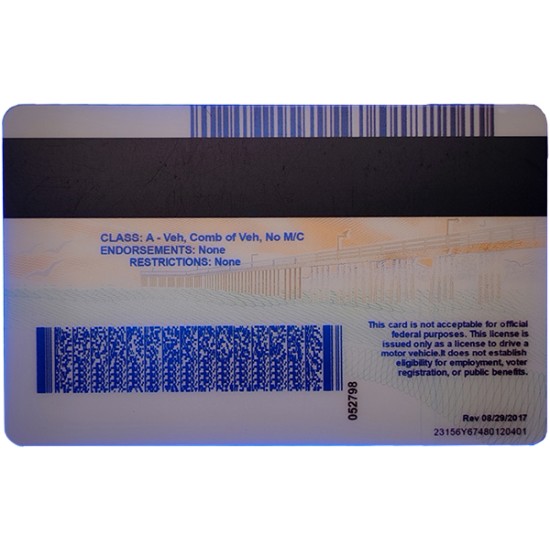 CLASS: A - Veh, Comb of Veh, No M/C
ENDORSEMENTS: None
RESTRICTIONS: None
This card is not acceptable for official
federal purposes. This license is
issued only as a license to drive a
motor vehicle.It does not establish
eligibility for employment, voter
registration, or public benefits.
052798
Rev 08/29/2017
23156Y67480120401